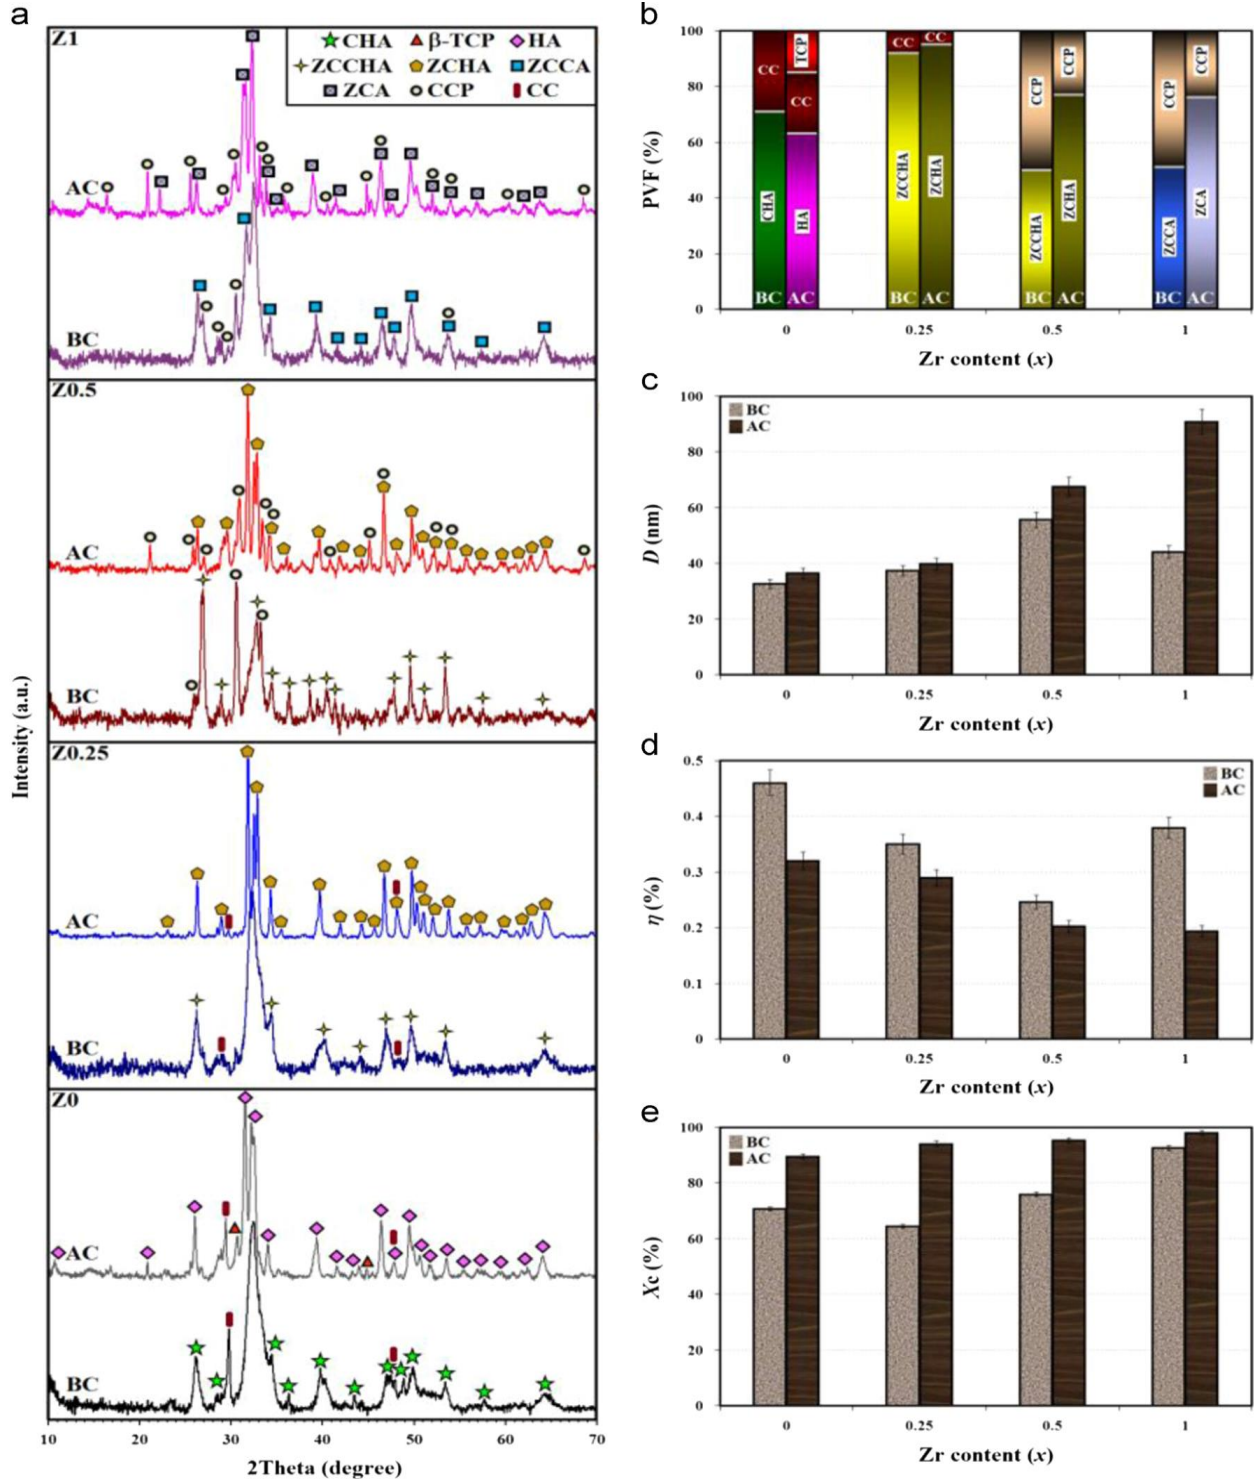 a
Z1
CHA β-TCP HA
ZCCHA ZCHA ZCCA
ZCA CCP CC
AC
BC
Z0.5
AC
BC
Z0.25
AC
BC
Z0
AC
BC
Intensity (a.u.)
10 20 30 40 50 60 70
2Theta (degree)
b
PVF (%)
100
80
60
40
20
0
CC
CHA
BC
TCP
CC
HA
AC
CC
ZCCHA
BC
CC
ZCHA
AC
CCP
ZCCHA
BC
CCP
ZCHA
AC
CCP
ZCCA
BC
CCP
ZCA
AC
0 0.25 0.5 1
Zr content (x)
c
D (nm)
100
80
60
40
20
0
BC
AC
0 0.25 0.5 1
Zr content (x)
d
η (%)
0.5
0.4
0.3
0.2
0.1
0
BC
AC
0 0.25 0.5 1
Zr content (x)
e
Xc (%)
100
80
60
40
20
0
BC
AC
0 0.25 0.5 1
Zr content (x)